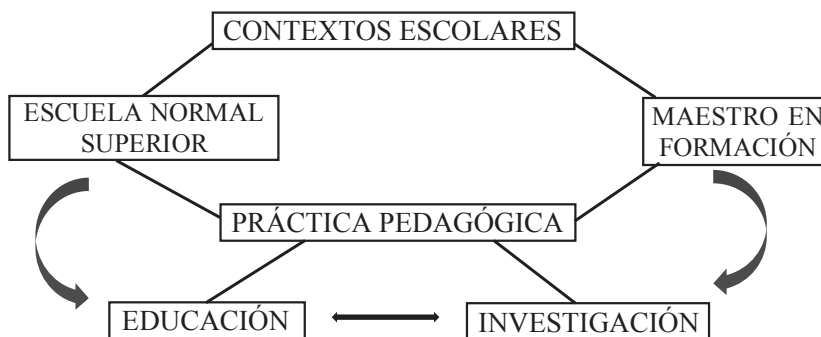 CONTEXTOS ESCOLARES
ESCUELA NORMAL
SUPERIOR
MAESTRO EN
FORMACIÓN
PRÁCTICA PEDAGÓGICA
EDUCACIÓN
INVESTIGACIÓN